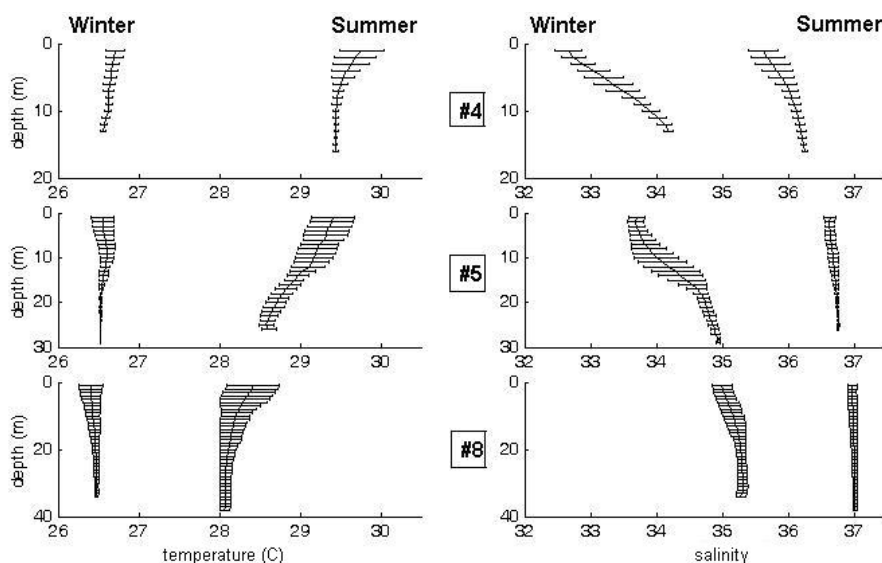 Winter Summer Winter Summer
0 0
10 10
20 20
depth (m)
26 27 28 29 30
#4
32 33 34 35 36 37
0 0
10 10
20 20
30 30
depth (m)
26 27 28 29 30
#5
32 33 34 35 36 37
0 0
20 20
40 40
depth (m)
26 27 28 29 30
#8
32 33 34 35 36 37
temperature (C) salinity